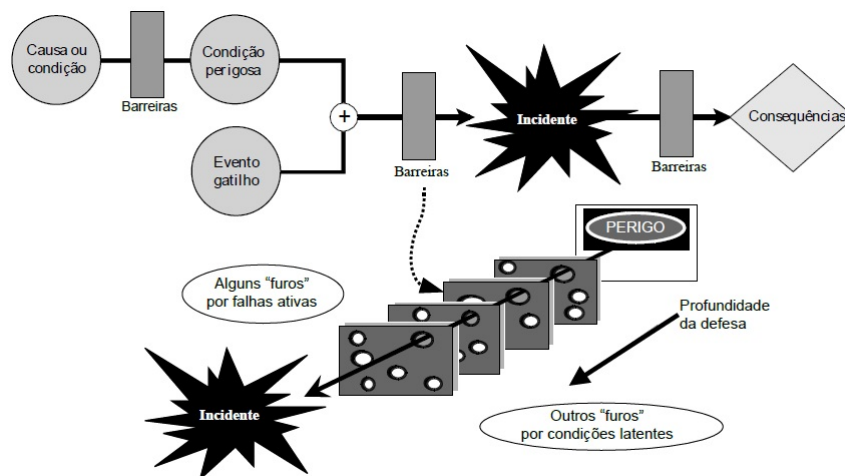 Causa ou
condição
Barreiras
Condição
perigosa
+
Evento
gatilho
Barreiras
Incidente
Barreiras
Consequências
PERIGO
Alguns “furos”
por falhas ativas
Profundidade
da defesa
Incidente
Outros “furos”
por condições latentes